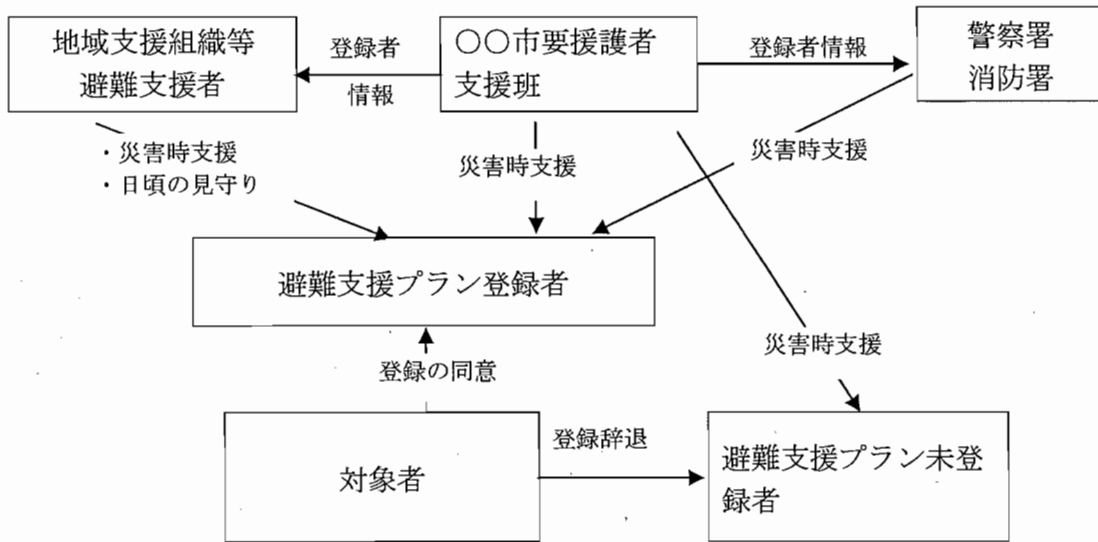 地域支援組織等
避難支援者
登録者
情報
〇〇市要援護者
支援班
登録者情報
警察署
消防署
・災害時支援
・日頃の見守り
災害時支援
災害時支援
避難支援プラン登録者
災害時支援
登録の同意
対象者
登録辞退
避難支援プラン未登
録者